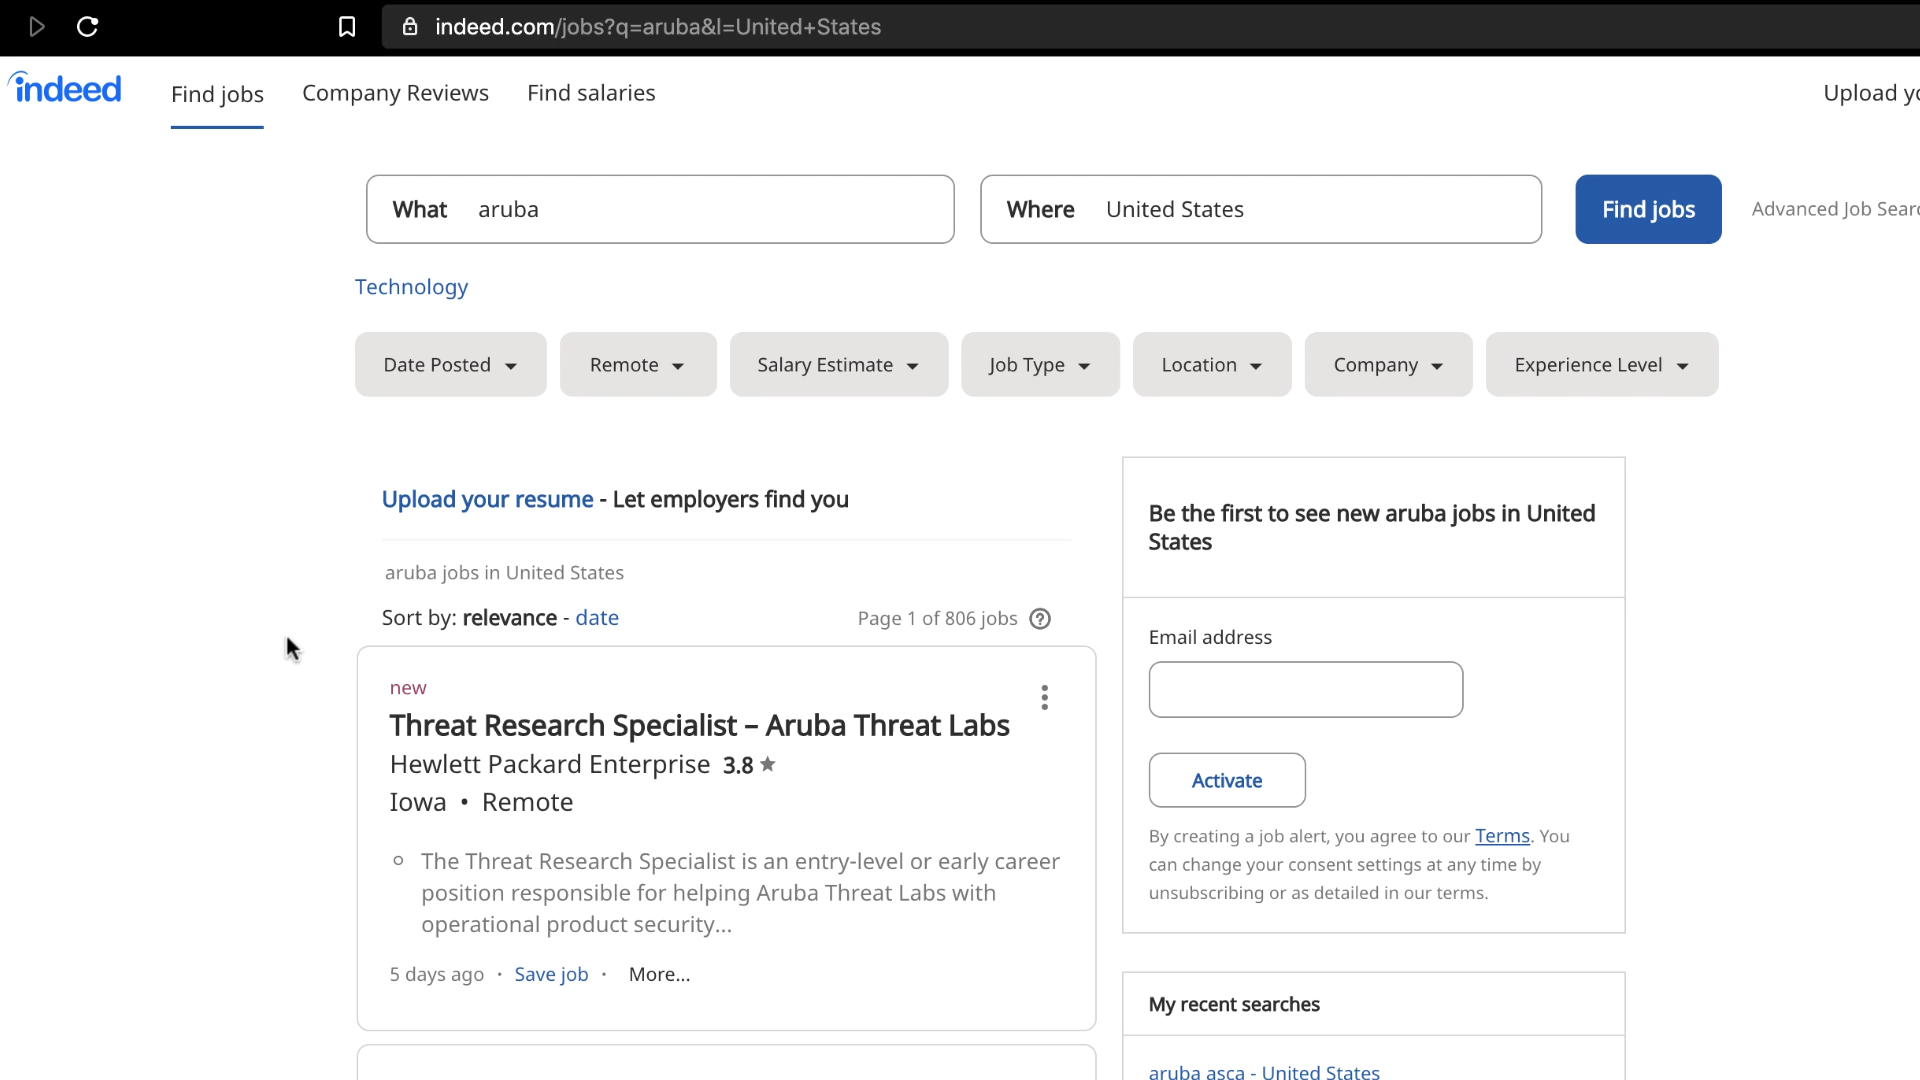 indeed.com/jobs?q=aruba&l=United+States
indeed
Find jobs
Company Reviews
Find salaries
Upload yo
What aruba
Where United States
Find jobs
Advanced Job Searc
Technology
Date Posted
Remote
Salary Estimate
Job Type
Location
Company
Experience Level
Upload your resume - Let employers find you
aruba jobs in United States
Sort by: relevance - date
Page 1 of 806 jobs ?
new
Threat Research Specialist – Aruba Threat Labs
Hewlett Packard Enterprise 3.8 ★
Iowa • Remote
The Threat Research Specialist is an entry-level or early career
position responsible for helping Aruba Threat Labs with
operational product security...
5 days ago · Save job · More...
Be the first to see new aruba jobs in United
States
Email address
Activate
By creating a job alert, you agree to our Terms. You
can change your consent settings at any time by
unsubscribing or as detailed in our terms.
My recent searches
aruba asca - United States